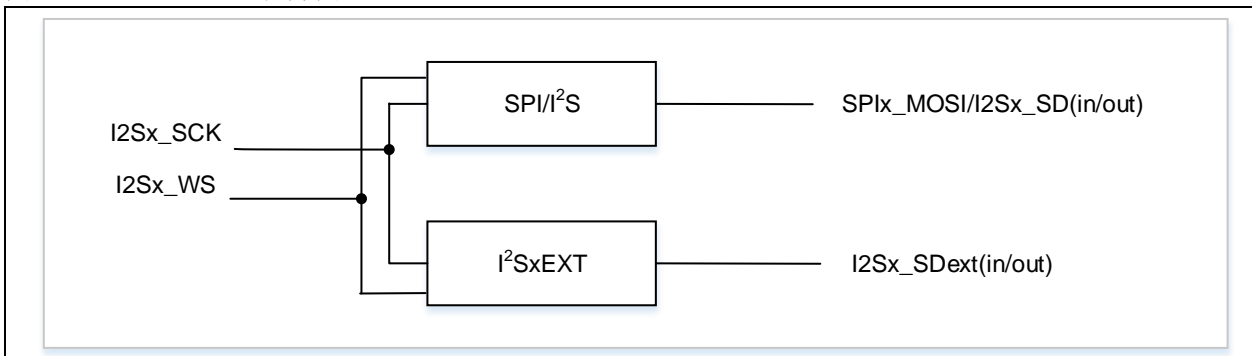 SPI/I²S
SPIx_MOSI/I2Sx_SD(in/out)
I2Sx_SCK
I2Sx_WS
I²SxEXT
I2Sx_SDext(in/out)